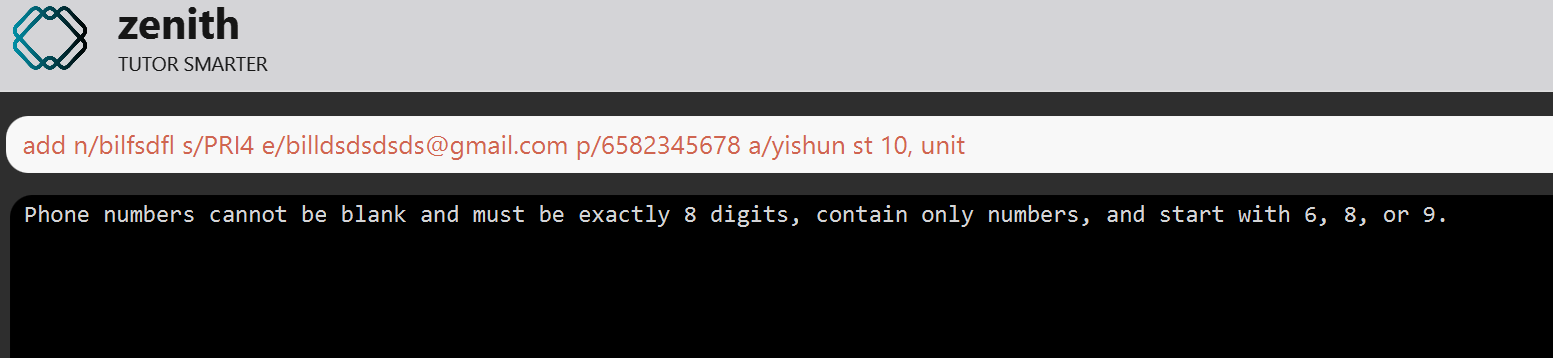 zenith
TUTOR SMARTER
add n/bilfsdfl s/PRI4 e/billdsdsdsds@gmail.com p/6582345678 a/yishun st 10, unit
Phone numbers cannot be blank and must be exactly 8 digits, contain only numbers, and start with 6, 8, or 9.